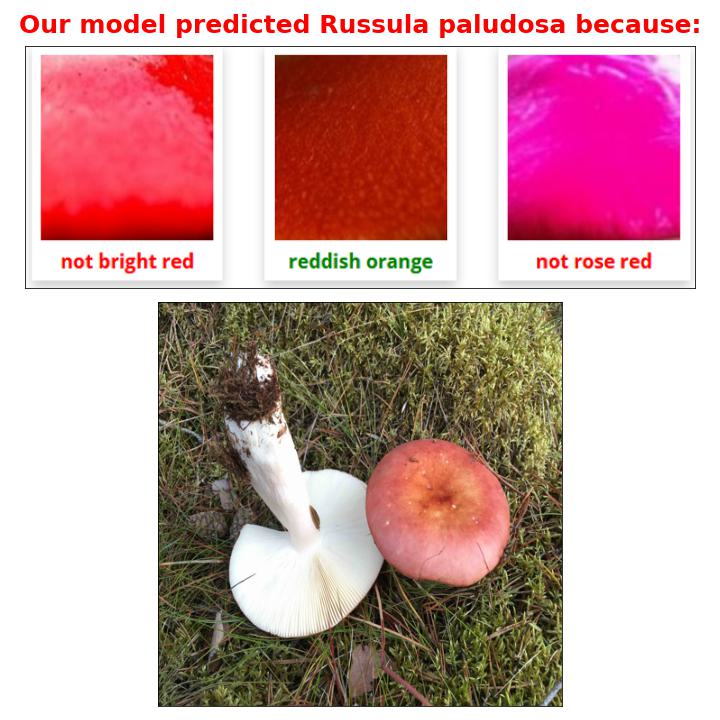 Our model predicted Russula paludosa because:
not bright red
reddish orange
not rose red